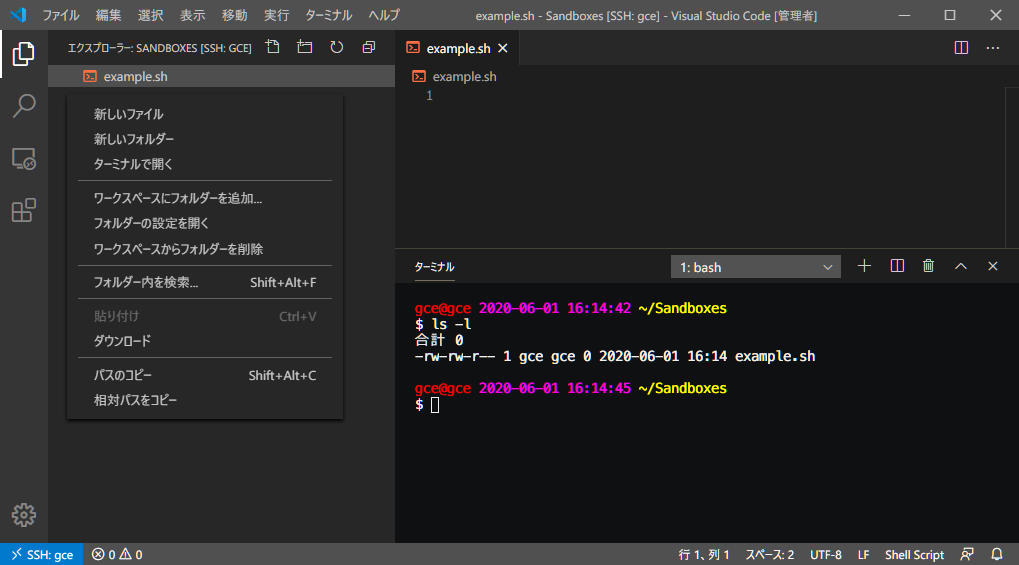 ファイル 編集 選択 表示 移動 実行 ターミナル ヘルプ example.sh - Sandboxes [SSH: gce] - Visual Studio Code [管理者]
エクスプローラー: SANDBOXES [SSH: GCE]
example.sh
新しいファイル
新しいフォルダー
ターミナルで開く
ワークスペースにフォルダーを追加...
フォルダーの設定を開く
ワークスペースからフォルダーを削除
フォルダー内を検索... Shift+Alt+F
貼り付け Ctrl+V
ダウンロード
パスのコピー Shift+Alt+C
相対パスをコピー
example.sh
example.sh
1
ターミナル 1: bash
gce@gce 2020-06-01 16:14:42 ~/Sandboxes
$ ls -l
合計 0
-rw-rw-r-- 1 gce gce 0 2020-06-01 16:14 example.sh
gce@gce 2020-06-01 16:14:45 ~/Sandboxes
$
SSH: gce 0 0 行 1、列 1 スペース: 2 UTF-8 LF Shell Script